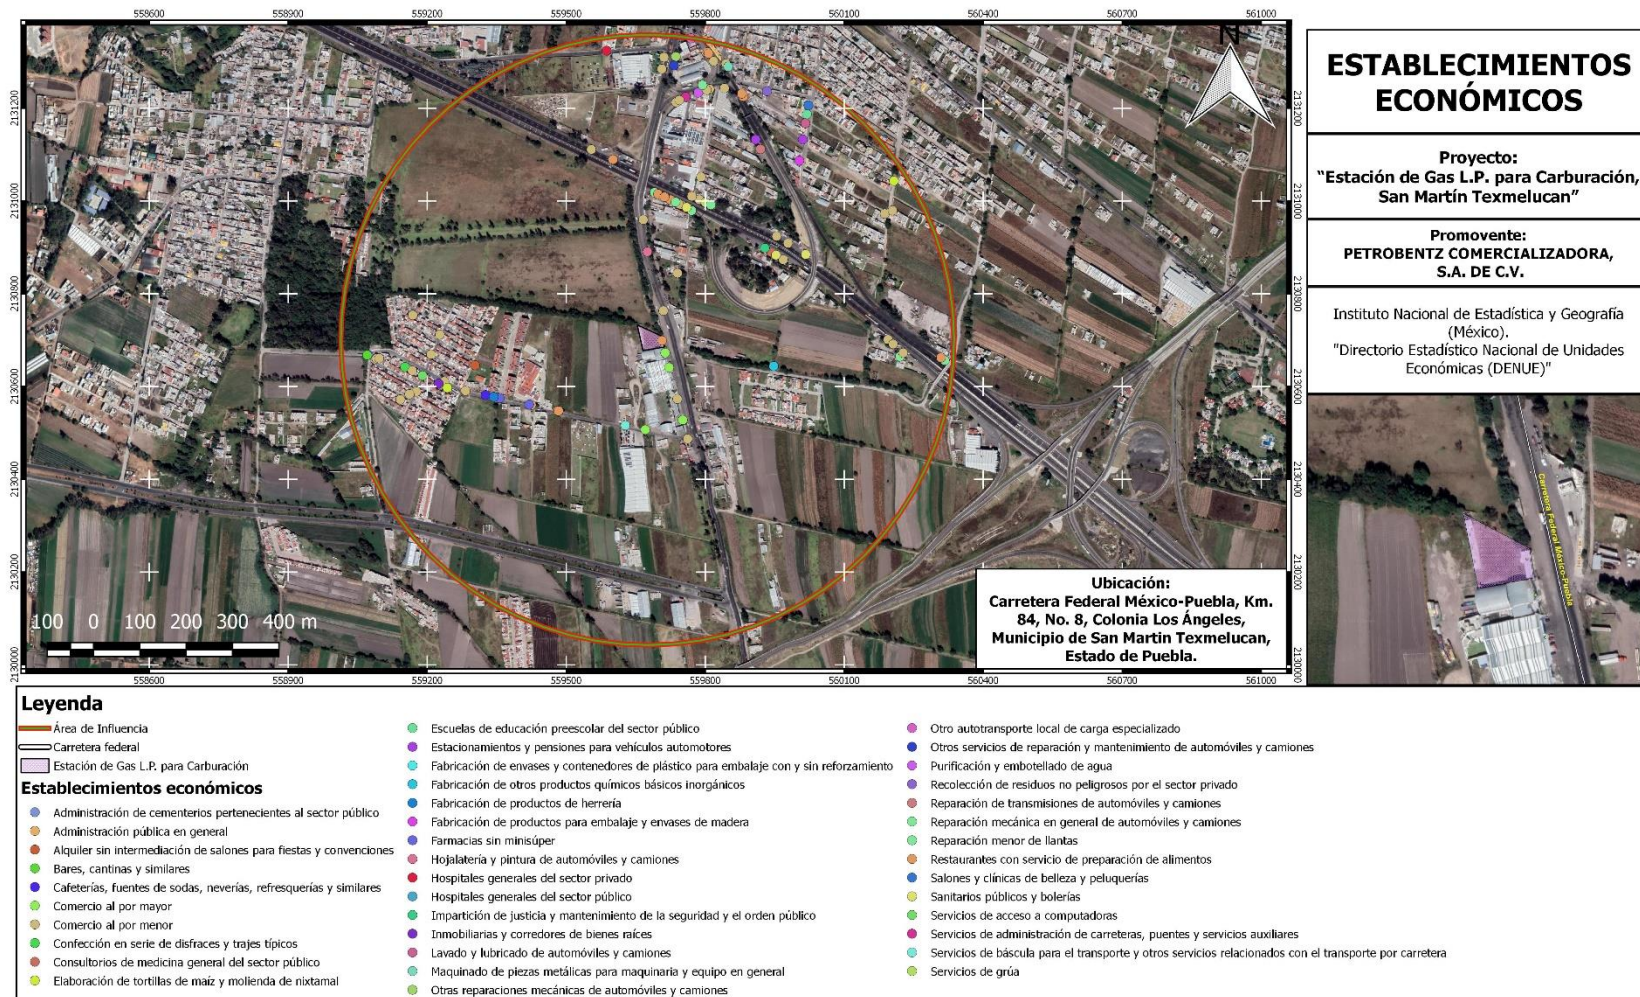 558600 558900 559200 559500 559800 560100 560400 560700 561000
2131200
2131000
2130800
2130600
2130400
2130200
2130000
2131200
2131000
2130800
2130600
2130400
2130200
2130000
N
100 0 100 200 300 400 m
558600 558900 559200 559500 559800 560100 560400 560700 561000
Ubicación:
Carretera Federal México-Puebla, Km.
84, No. 8, Colonia Los Ángeles,
Municipio de San Martin Texmelucan,
Estado de Puebla.
ESTABLECIMIENTOS
ECONÓMICOS
Proyecto:
"Estación de Gas L.P. para Carburación,
San Martín Texmelucan"
Promovente:
PETROBENTZ COMERCIALIZADORA,
S.A. DE C.V.
Instituto Nacional de Estadística y Geografía
(México).
"Directorio Estadístico Nacional de Unidades
Económicas (DENUE)"
Carretera Federal México-Puebla
Leyenda
Área de Influencia
Carretera federal
Estación de Gas L.P. para Carburación
Establecimientos económicos
Administración de cementerios pertenecientes al sector público
Administración pública en general
Alquiler sin intermediación de salones para fiestas y convenciones
Bares, cantinas y similares
Cafeterías, fuentes de sodas, neverías, refresquerías y similares
Comercio al por mayor
Comercio al por menor
Confección en serie de disfraces y trajes típicos
Consultorios de medicina general del sector público
Elaboración de tortillas de maíz y molienda de nixtamal
Escuelas de educación preescolar del sector público
Estacionamientos y pensiones para vehículos automotores
Fabricación de envases y contenedores de plástico para embalaje con y sin reforzamiento
Fabricación de otros productos químicos básicos inorgánicos
Fabricación de productos de herrería
Fabricación de productos para embalaje y envases de madera
Farmacias sin minisúper
Hojalatería y pintura de automóviles y camiones
Hospitales generales del sector privado
Hospitales generales del sector público
Impartición de justicia y mantenimiento de la seguridad y el orden público
Inmobiliarias y corredores de bienes raíces
Lavado y lubricado de automóviles y camiones
Maquinado de piezas metálicas para maquinaria y equipo en general
Otras reparaciones mecánicas de automóviles y camiones
Otro autotransporte local de carga especializado
Otros servicios de reparación y mantenimiento de automóviles y camiones
Purificación y embotellado de agua
Recolección de residuos no peligrosos por el sector privado
Reparación de transmisiones de automóviles y camiones
Reparación mecánica en general de automóviles y camiones
Reparación menor de llantas
Restaurantes con servicio de preparación de alimentos
Salones y clínicas de belleza y peluquerías
Sanitarios públicos y bolerías
Servicios de acceso a computadoras
Servicios de administración de carreteras, puentes y servicios auxiliares
Servicios de báscula para el transporte y otros servicios relacionados con el transporte por carretera
Servicios de grúa